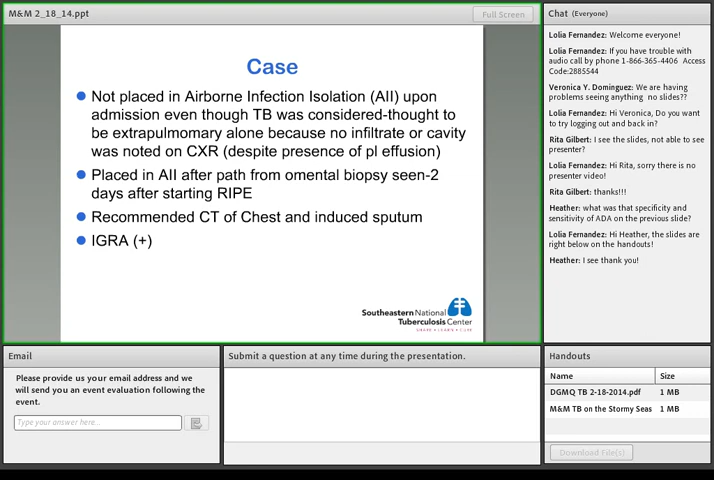 M&M 2_18_14.ppt
Full Screen
Case
Not placed in Airborne Infection Isolation (AII) upon
admission even though TB was considered-thought to
be extrapulmomary alone because no infiltrate or cavity
was noted on CXR (despite presence of pl effusion)
Placed in AII after path from omental biopsy seen-2
days after starting RIPE
Recommended CT of Chest and induced sputum
IGRA (+)
Southeastern National
Tuberculosis Center
Chat (Everyone)
Lolia Fernandez: Welcome everyone!
Lolia Fernandez: If you have trouble with
audio call by phone 1-866-365-4406 Access
Code:2885544
Veronica Y. Dominguez: We are having
problems seeing anything no slides??
Lolia Fernandez: Hi Veronica, Do you want
to try logging out and back in?
Rita Gilbert: I see the slides, not able to see
presenter?
Lolia Fernandez: Hi Rita, sorry there is no
presenter video!
Rita Gilbert: thanks!!!
Heather: what was that specificity and
sensitivity of ADA on the previous slide?
Lolia Fernandez: Hi Heather, the slides are
right below on the handouts!
Heather: I see thank you!
Email
Please provide us your email address and we
will send you an event evaluation following the
event.
Type your answer here...
Submit a question at any time during the presentation.
Handouts
Name Size
DGMQ TB 2-18-2014.pdf 1 MB
M&M TB on the Stormy Seas 1 MB
Download File(s)